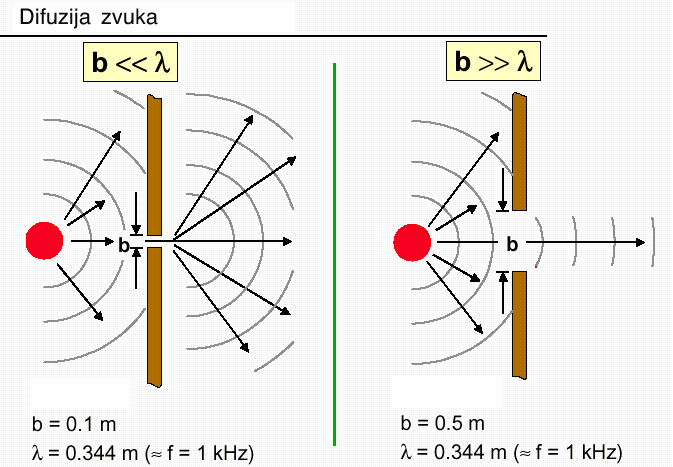 Difuzija zvuka
b << λ
b >> λ
b
b
b = 0.1 m
λ = 0.344 m (≈ f = 1 kHz)
b = 0.5 m
λ = 0.344 m (≈ f = 1 kHz)